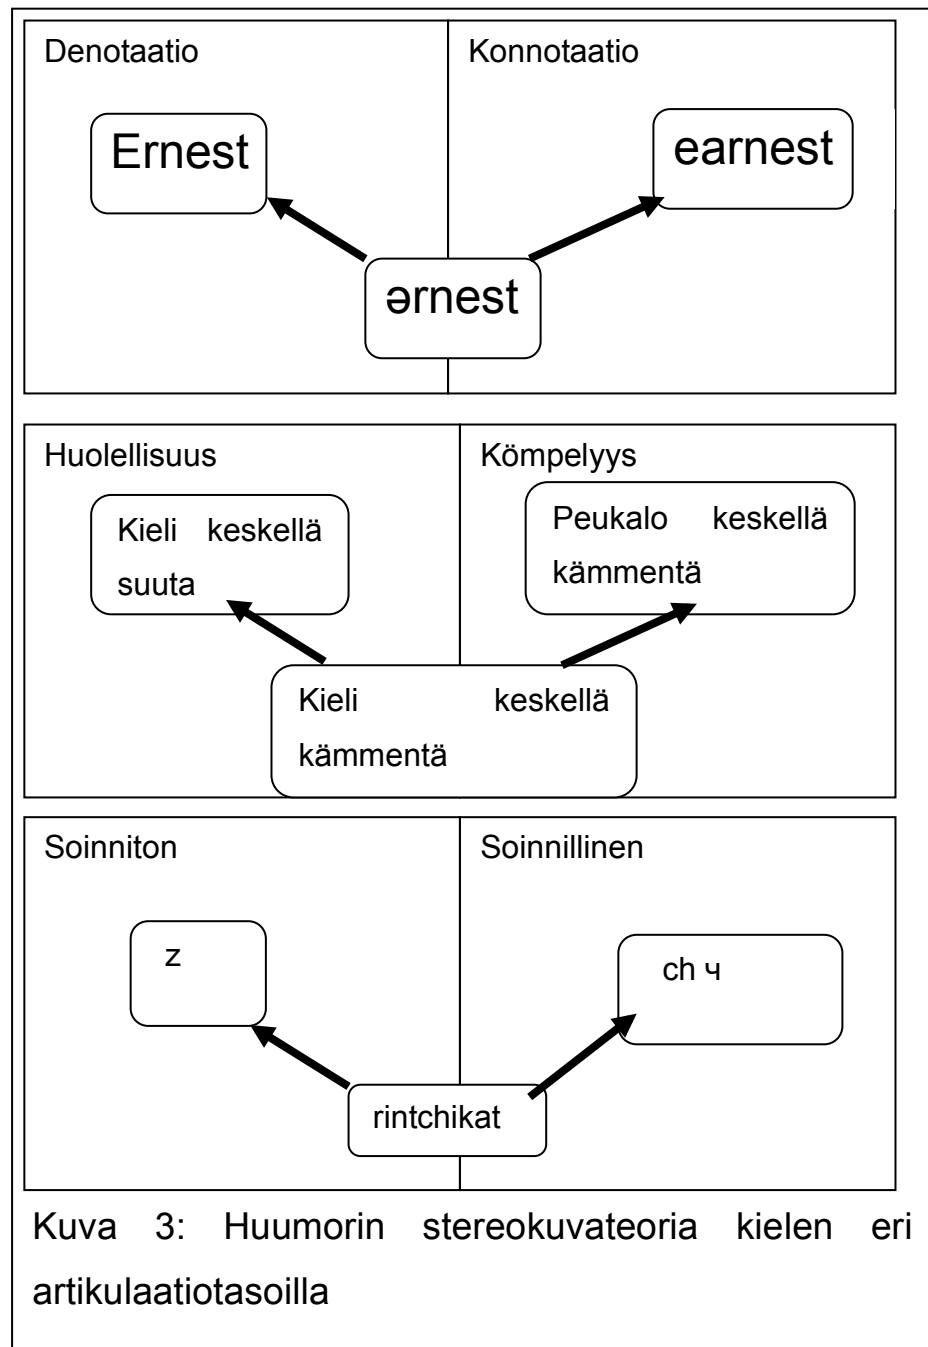 Denotaatio
Konnotaatio
Ernest
earnest
ərnest
Huolellisuus
Kömpelyys
Kieli keskellä
suuta
Peukalo keskellä
kämmentä
Kieli keskellä
kämmentä
Soinniton
Soinnillinen
z
ch ч
rintchikat
Kuva 3: Huumorin stereokuvateoria kielen eri
artikulaatiotasoilla